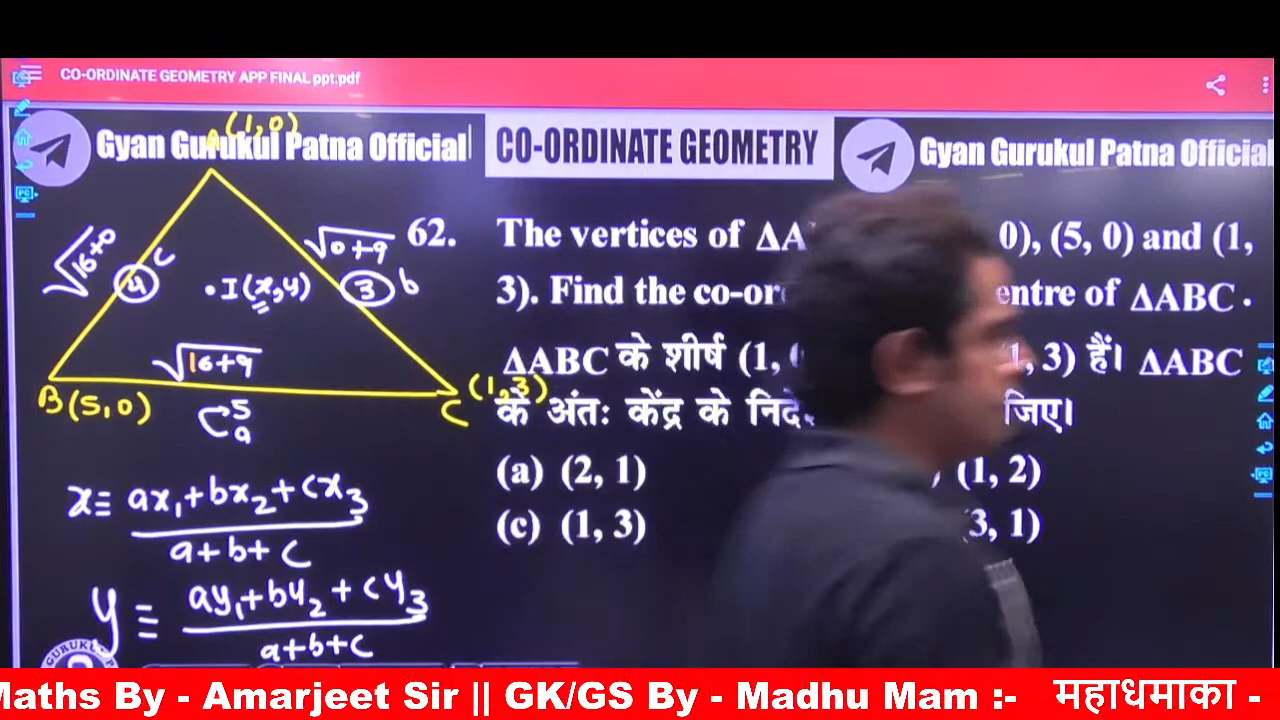 CO-ORDINATE GEOMETRY APP FINAL ppt.pdf
Gyan Gurukul Patna Official
CO-ORDINATE GEOMETRY
Gyan Gurukul Patna Official
A (1,0)
√16+0
4 c
√0+9
3 b
I(x,y)
√16+9
B(5,0)
5
a
C (1,3)
x ≡ ax₁+bx₂+cx₃
a+b+c
y ≡ ay₁+by₂+cy₃
a+b+c
62. The vertices of ΔA 0), (5, 0) and (1,
3). Find the entre of ΔABC.
ΔABC के शीर्ष (1, , 3) हैं। ΔABC
के अंतः केंद्र के
(a) (2, 1) (1, 2)
(c) (1, 3) (3, 1)
Maths By - Amarjeet Sir || GK/GS By - Madhu Mam :- महाधमाका -